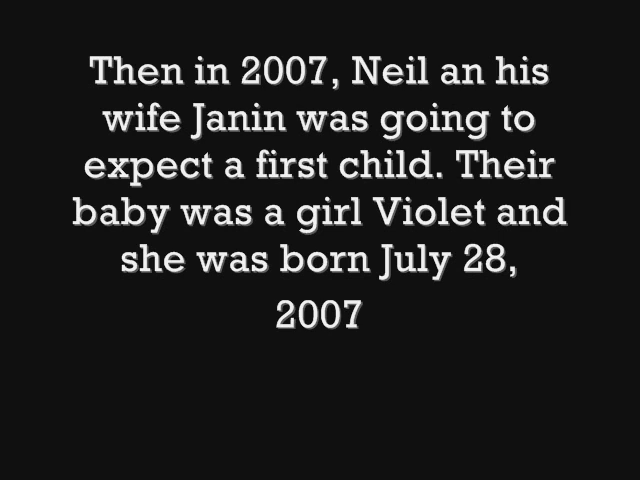 Then in 2007, Neil an his
wife Janin was going to
expect a first child. Their
baby was a girl Violet and
she was born July 28,
2007